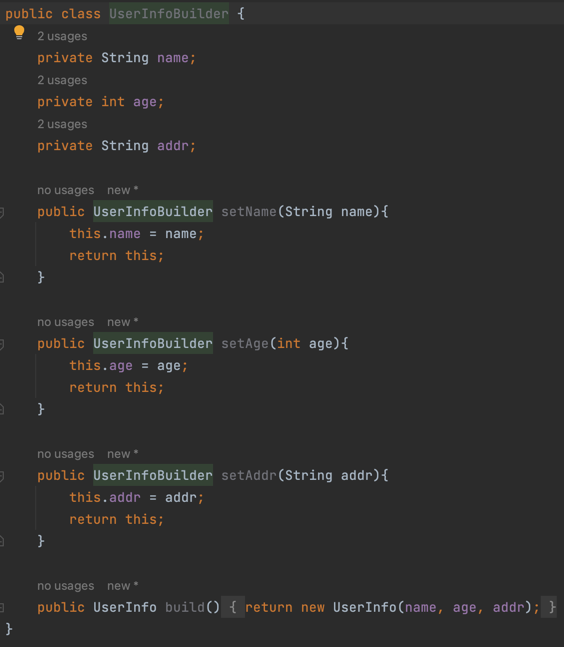 public class UserInfoBuilder {
2 usages
private String name;
2 usages
private int age;
2 usages
private String addr;
no usages new *
public UserInfoBuilder setName(String name){
this.name = name;
return this;
}
no usages new *
public UserInfoBuilder setAge(int age){
this.age = age;
return this;
}
no usages new *
public UserInfoBuilder setAddr(String addr){
this.addr = addr;
return this;
}
no usages new *
public UserInfo build() { return new UserInfo(name, age, addr); }
}